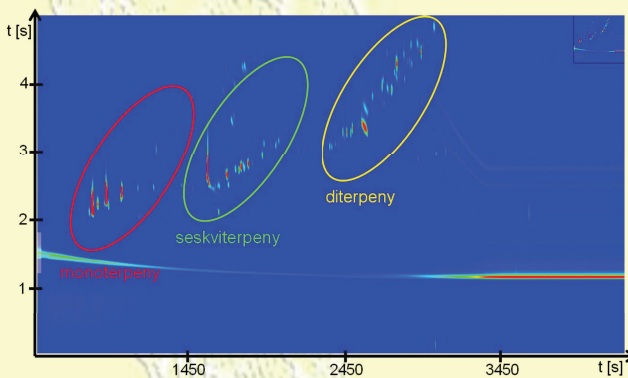 t [s]
4
3
diterpeny
2
seskviterpeny
monoterpeny
1
1450
2450
3450
t [s]